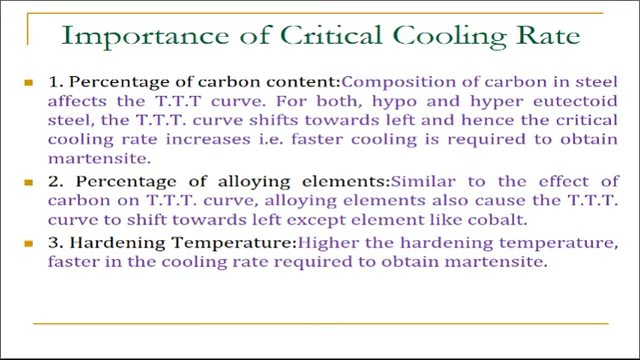 Importance of Critical Cooling Rate
1. Percentage of carbon content:Composition of carbon in steel
affects the T.T.T curve. For both, hypo and hyper eutectoid
steel, the T.T.T. curve shifts towards left and hence the critical
cooling rate increases i.e. faster cooling is required to obtain
martensite.
2. Percentage of alloying elements:Similar to the effect of
carbon on T.T.T. curve, alloying elements also cause the T.T.T.
curve to shift towards left except element like cobalt.
3. Hardening Temperature:Higher the hardening temperature,
faster in the cooling rate required to obtain martensite.